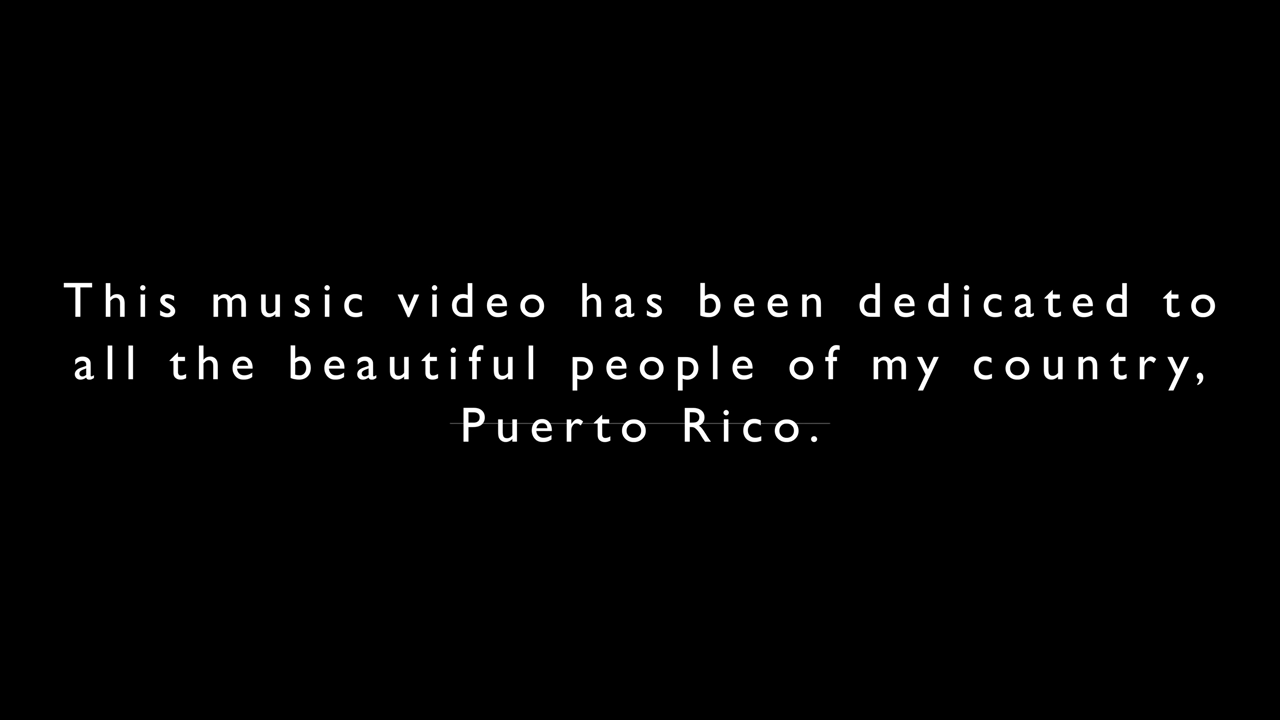 This music video has been dedicated to
all the beautiful people of my country,
Puerto Rico.